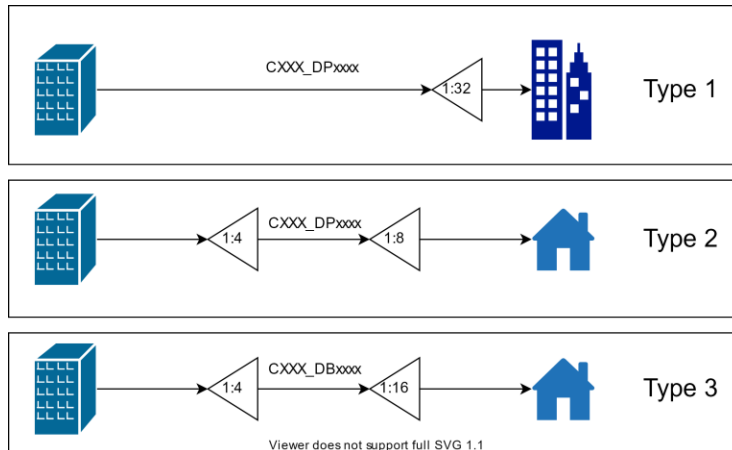 CXXX_DPxxxx
1:32
Type 1
CXXX_DPxxxx
1:4
1:8
Type 2
CXXX_DBxxxx
1:4
1:16
Type 3
Viewer does not support full SVG 1.1